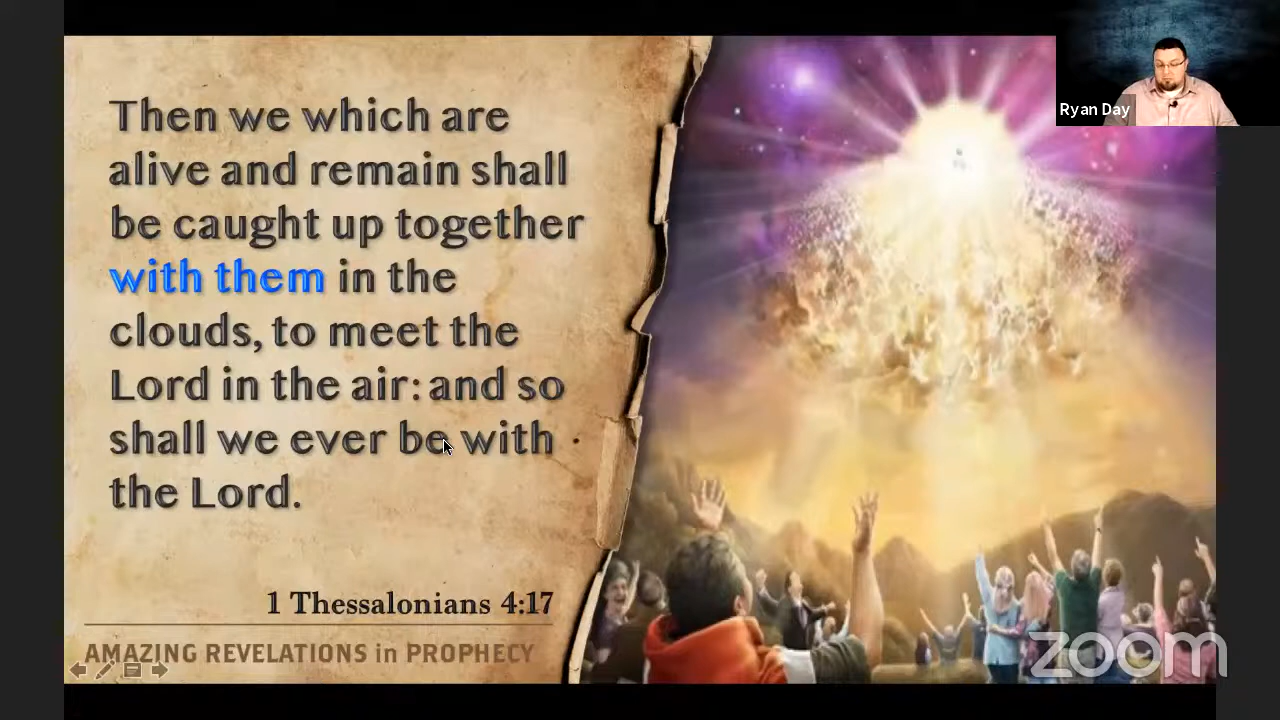 Then we which are
alive and remain shall
be caught up together
with them in the
clouds, to meet the
Lord in the air: and so
shall we ever be with
the Lord.
1 Thessalonians 4:17
AMAZING REVELATIONS in PROPHECY
Ryan Day
zoom